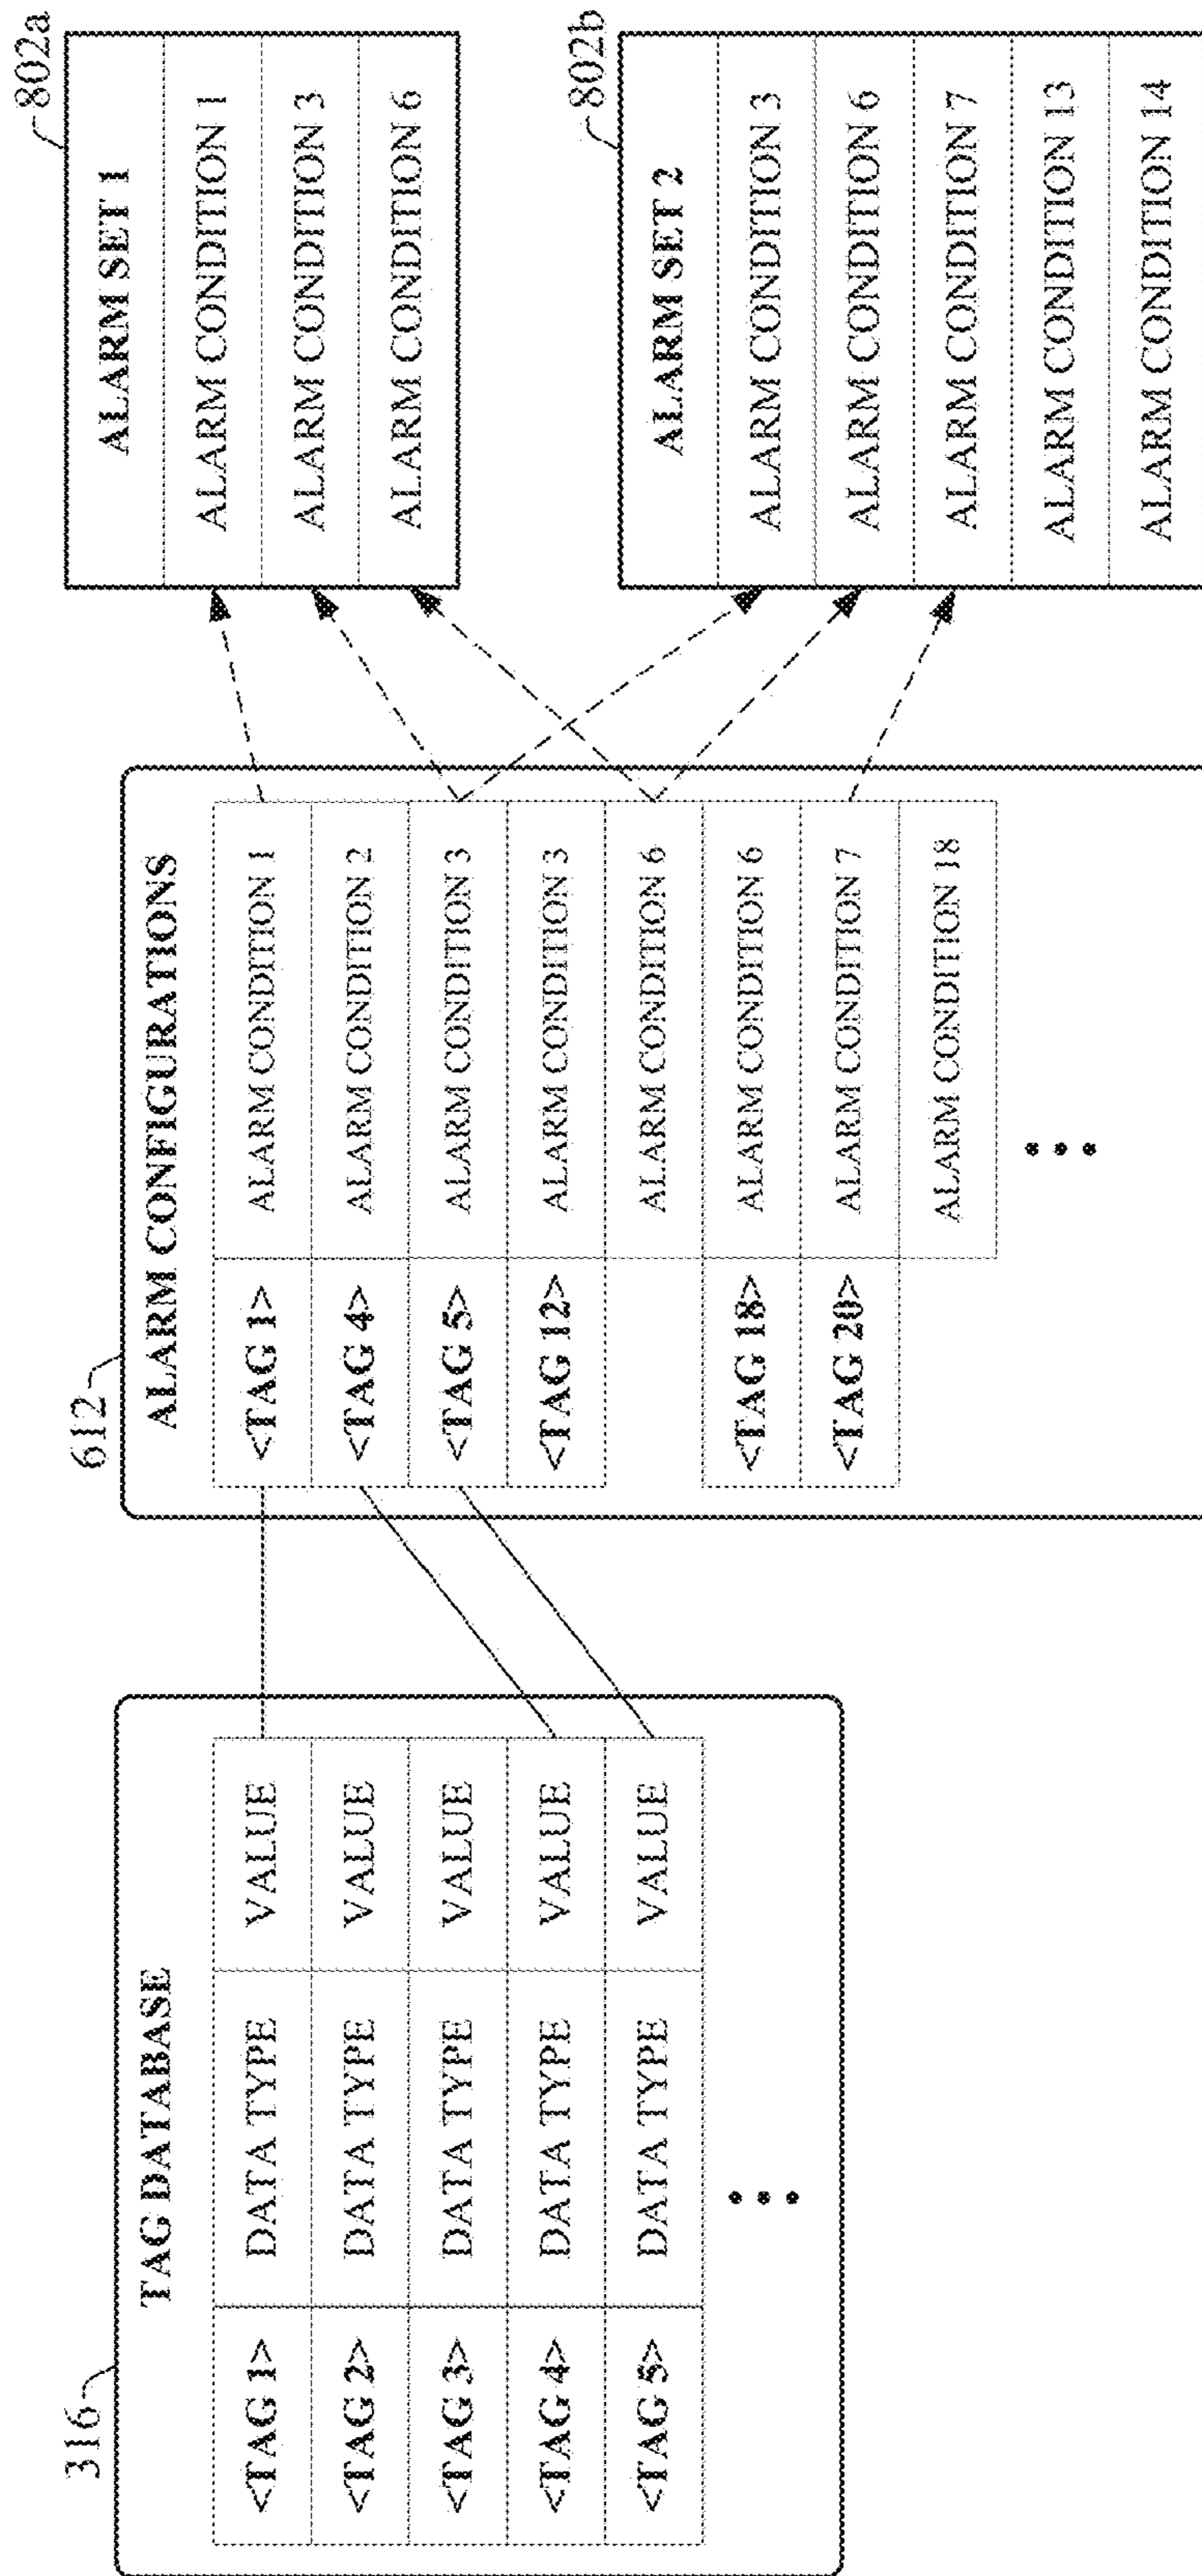 316
TAG DATABASE
<TAG 1> DATA TYPE VALUE
<TAG 2> DATA TYPE VALUE
<TAG 3> DATA TYPE VALUE
<TAG 4> DATA TYPE VALUE
<TAG 5> DATA TYPE VALUE
612
ALARM CONFIGURATIONS
<TAG 1> ALARM CONDITION 1
<TAG 4> ALARM CONDITION 2
<TAG 5> ALARM CONDITION 3
<TAG 12> ALARM CONDITION 3
ALARM CONDITION 6
<TAG 18> ALARM CONDITION 6
<TAG 20> ALARM CONDITION 7
ALARM CONDITION 18
802a
ALARM SET 1
ALARM CONDITION 1
ALARM CONDITION 3
ALARM CONDITION 6
802b
ALARM SET 2
ALARM CONDITION 3
ALARM CONDITION 6
ALARM CONDITION 7
ALARM CONDITION 13
ALARM CONDITION 14